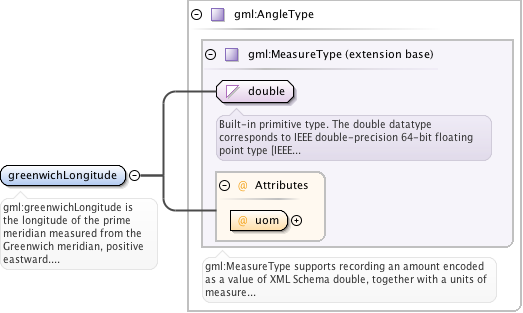 gml:AngleType
gml:MeasureType (extension base)
double
Built-in primitive type. The double datatype
corresponds to IEEE double-precision 64-bit floating
point type [IEEE...
greenwichLongitude
gml:greenwichLongitude is
the longitude of the prime
meridian measured from the
Greenwich meridian, positive
eastward....
@ Attributes
@ uom
gml:MeasureType supports recording an amount encoded
as a value of XML Schema double, together with a units of
measure...